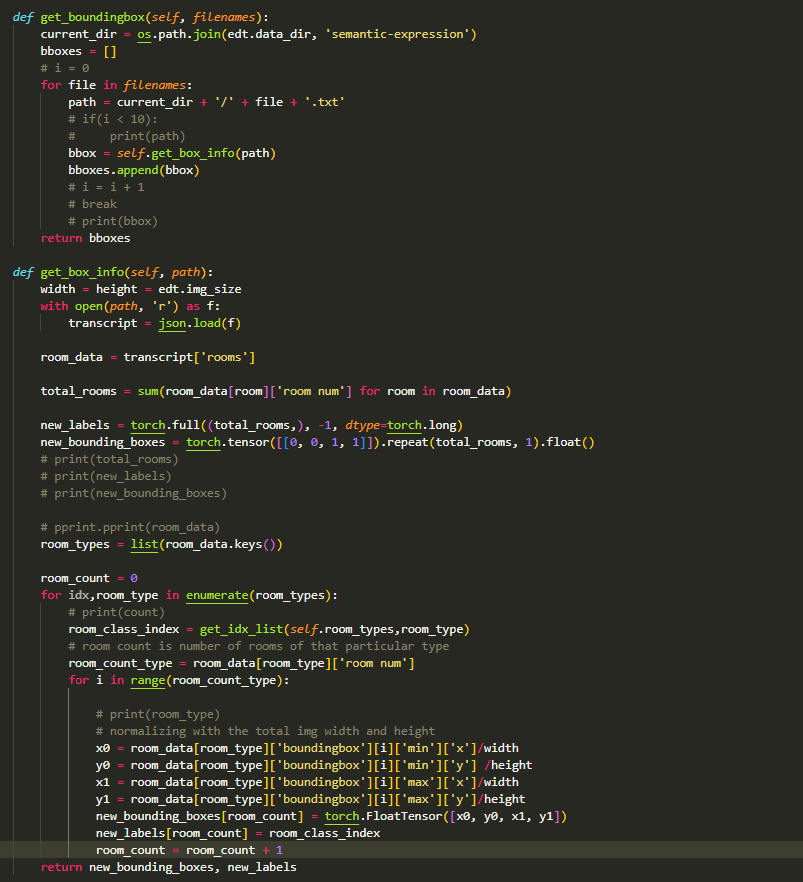 def get_boundingbox(self, filenames):
    current_dir = os.path.join(edt.data_dir, 'semantic-expression')
    bboxes = []
    # i = 0
    for file in filenames:
        path = current_dir + '/' + file + '.txt'
        # if(i < 10):
        #     print(path)
        bbox = self.get_box_info(path)
        bboxes.append(bbox)
        # i = i + 1
        # break
        # print(bbox)
    return bboxes

def get_box_info(self, path):
    width = height = edt.img_size
    with open(path, 'r') as f:
        transcript = json.load(f)

    room_data = transcript['rooms']

    total_rooms = sum(room_data[room]['room num'] for room in room_data)

    new_labels = torch.full((total_rooms,), -1, dtype=torch.long)
    new_bounding_boxes = torch.tensor([[0, 0, 1, 1]]).repeat(total_rooms, 1).float()
    # print(total_rooms)
    # print(new_labels)
    # print(new_bounding_boxes)

    # pprint.pprint(room_data)
    room_types = list(room_data.keys())

    room_count = 0
    for idx,room_type in enumerate(room_types):
        # print(count)
        room_class_index = get_idx_list(self.room_types,room_type)
        # room count is number of rooms of that particular type
        room_count_type = room_data[room_type]['room num']
        for i in range(room_count_type):

            # print(room_type)
            # normalizing with the total img width and height
            x0 = room_data[room_type]['boundingbox'][i]['min']['x']/width
            y0 = room_data[room_type]['boundingbox'][i]['min']['y'] /height
            x1 = room_data[room_type]['boundingbox'][i]['max']['x']/width
            y1 = room_data[room_type]['boundingbox'][i]['max']['y']/height
            new_bounding_boxes[room_count] = torch.FloatTensor([x0, y0, x1, y1])
            new_labels[room_count] = room_class_index
            room_count = room_count + 1
    return new_bounding_boxes, new_labels